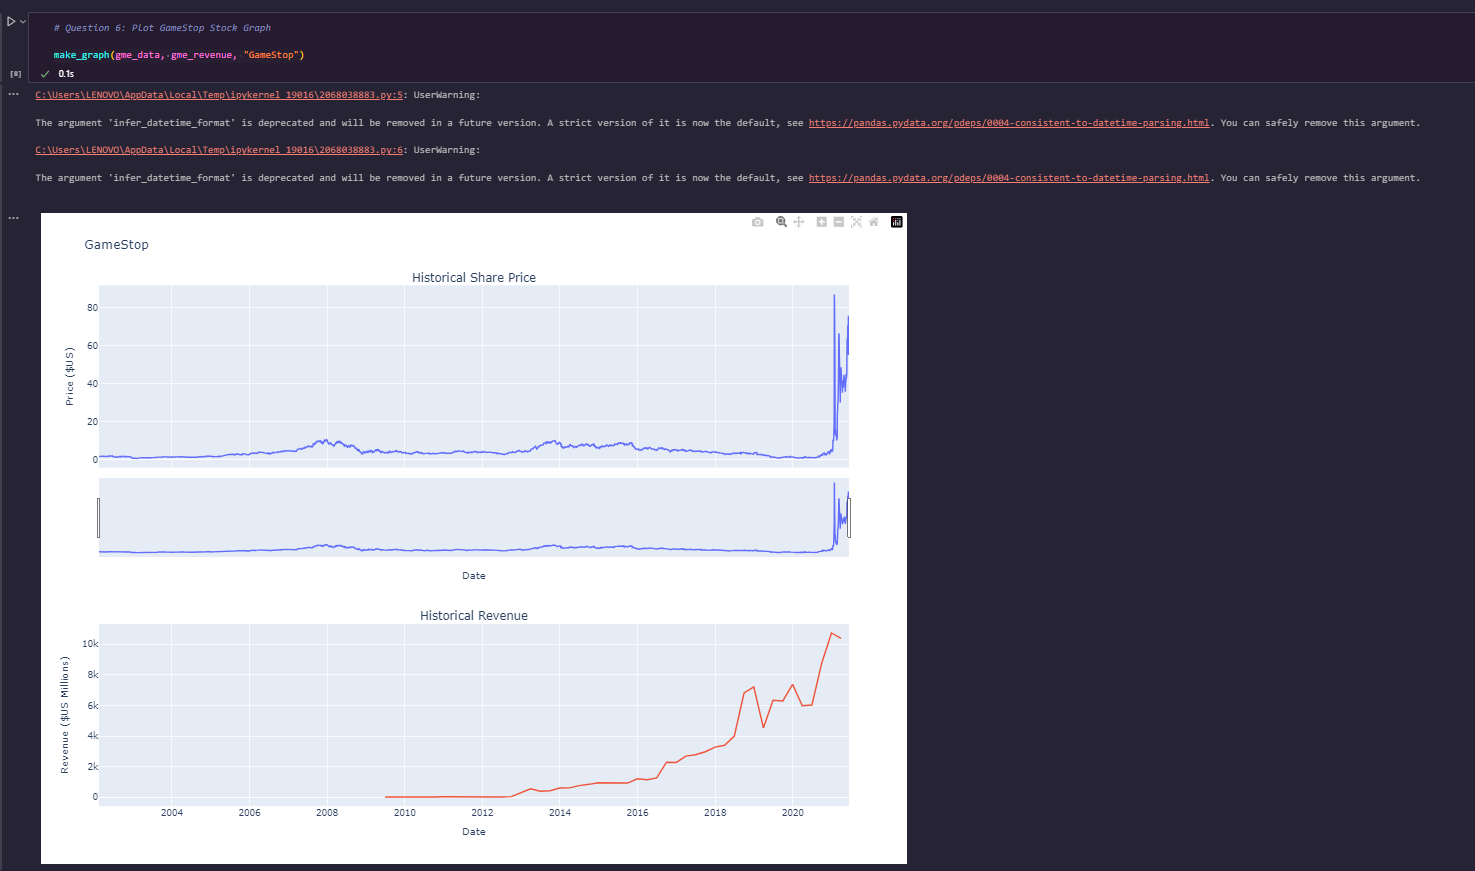 # Question 6: Plot GameStop Stock Graph
make_graph(gme_data, gme_revenue, "GameStop")
[8]
0.1s
C:\Users\LENOVO\AppData\Local\Temp\ipykernel_19016\2068038883.py:5: UserWarning:
The argument 'infer_datetime_format' is deprecated and will be removed in a future version. A strict version of it is now the default, see https://pandas.pydata.org/pdeps/0004-consistent-to-datetime-parsing.html. You can safely remove this argument.
C:\Users\LENOVO\AppData\Local\Temp\ipykernel_19016\2068038883.py:6: UserWarning:
The argument 'infer_datetime_format' is deprecated and will be removed in a future version. A strict version of it is now the default, see https://pandas.pydata.org/pdeps/0004-consistent-to-datetime-parsing.html. You can safely remove this argument.
GameStop
Historical Share Price
Price ($US)
80
60
40
20
0
Date
Historical Revenue
Revenue ($US Millions)
10k
8k
6k
4k
2k
0
2004 2006 2008 2010 2012 2014 2016 2018 2020
Date